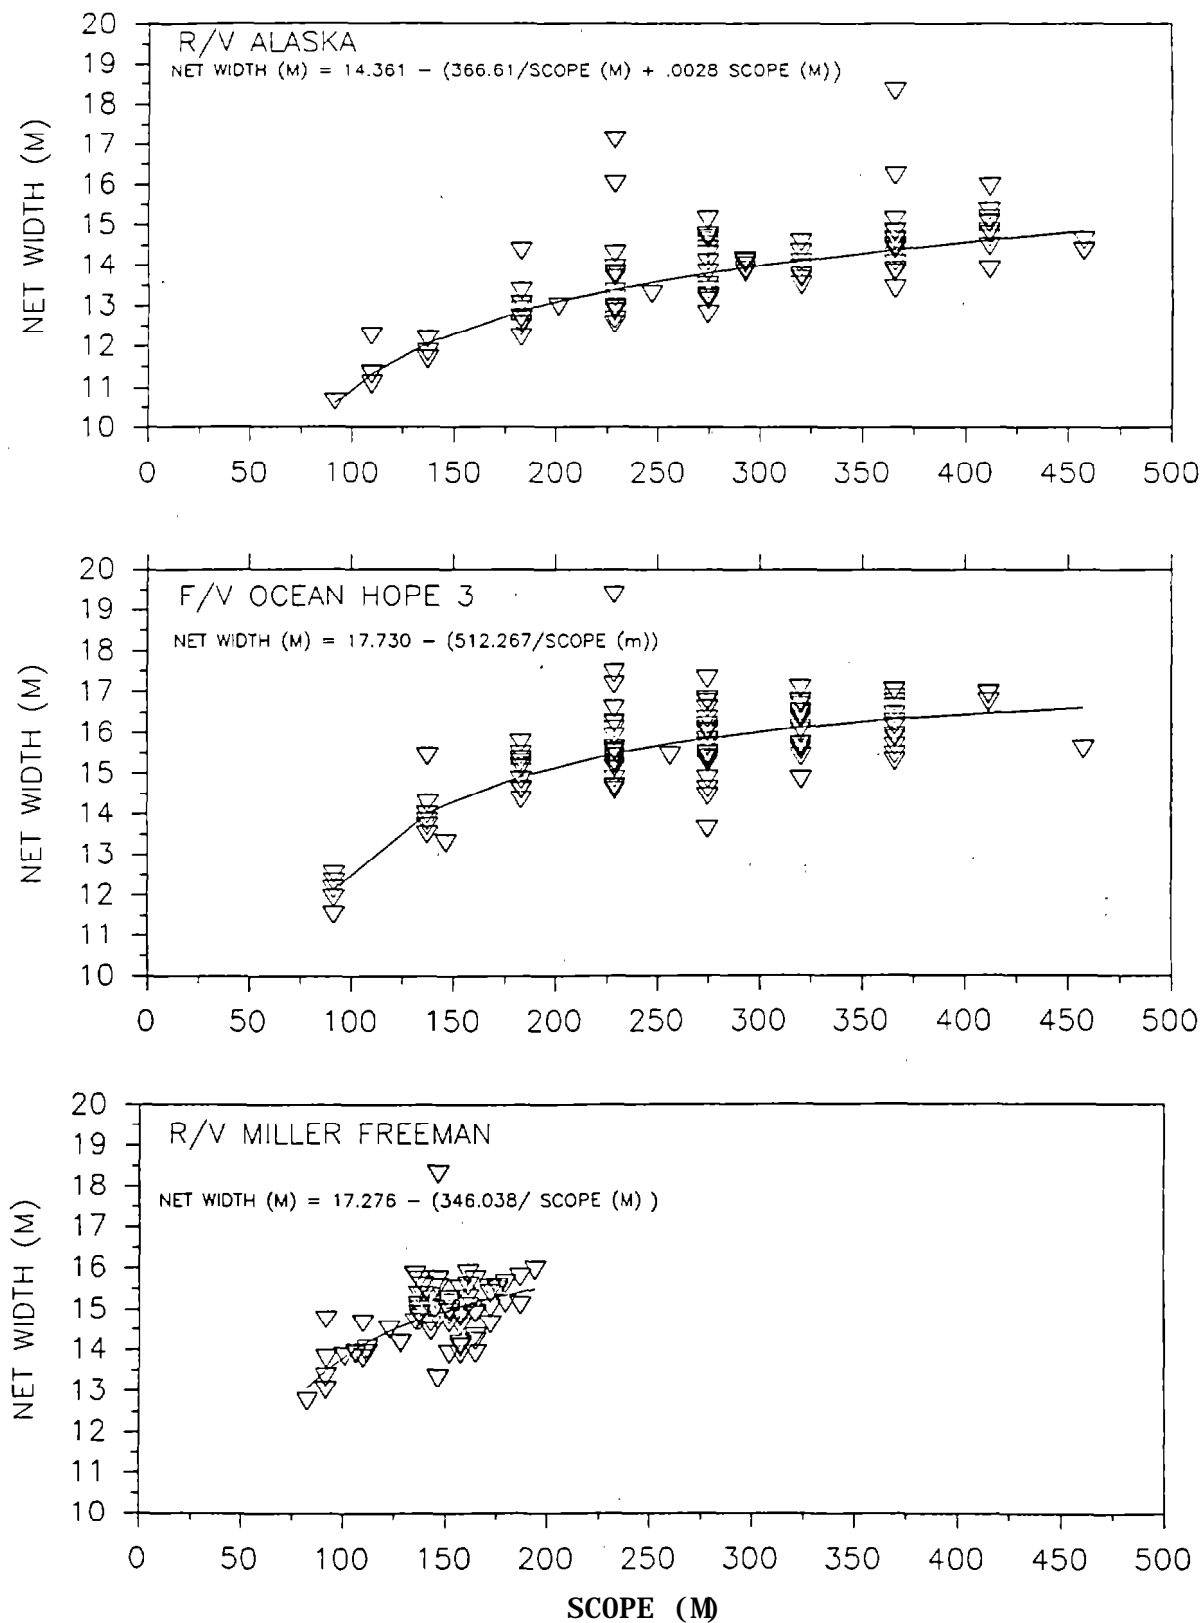 R/V ALASKA
NET WIDTH (M) = 14.361 - (366.61/SCOPE (M) + .0028 SCOPE (M))
NET WIDTH (M)
20
19
18
17
16
15
14
13
12
11
10
0 50 100 150 200 250 300 350 400 450 500
F/V OCEAN HOPE 3
NET WIDTH (M) = 17.730 - (512.267/SCOPE (m))
NET WIDTH (M)
20
19
18
17
16
15
14
13
12
11
10
0 50 100 150 200 250 300 350 400 450 500
R/V MILLER FREEMAN
NET WIDTH (M) = 17.276 - (346.038/ SCOPE (M) )
NET WIDTH (M)
20
19
18
17
16
15
14
13
12
11
10
0 50 100 150 200 250 300 350 400 450 500
SCOPE (M)